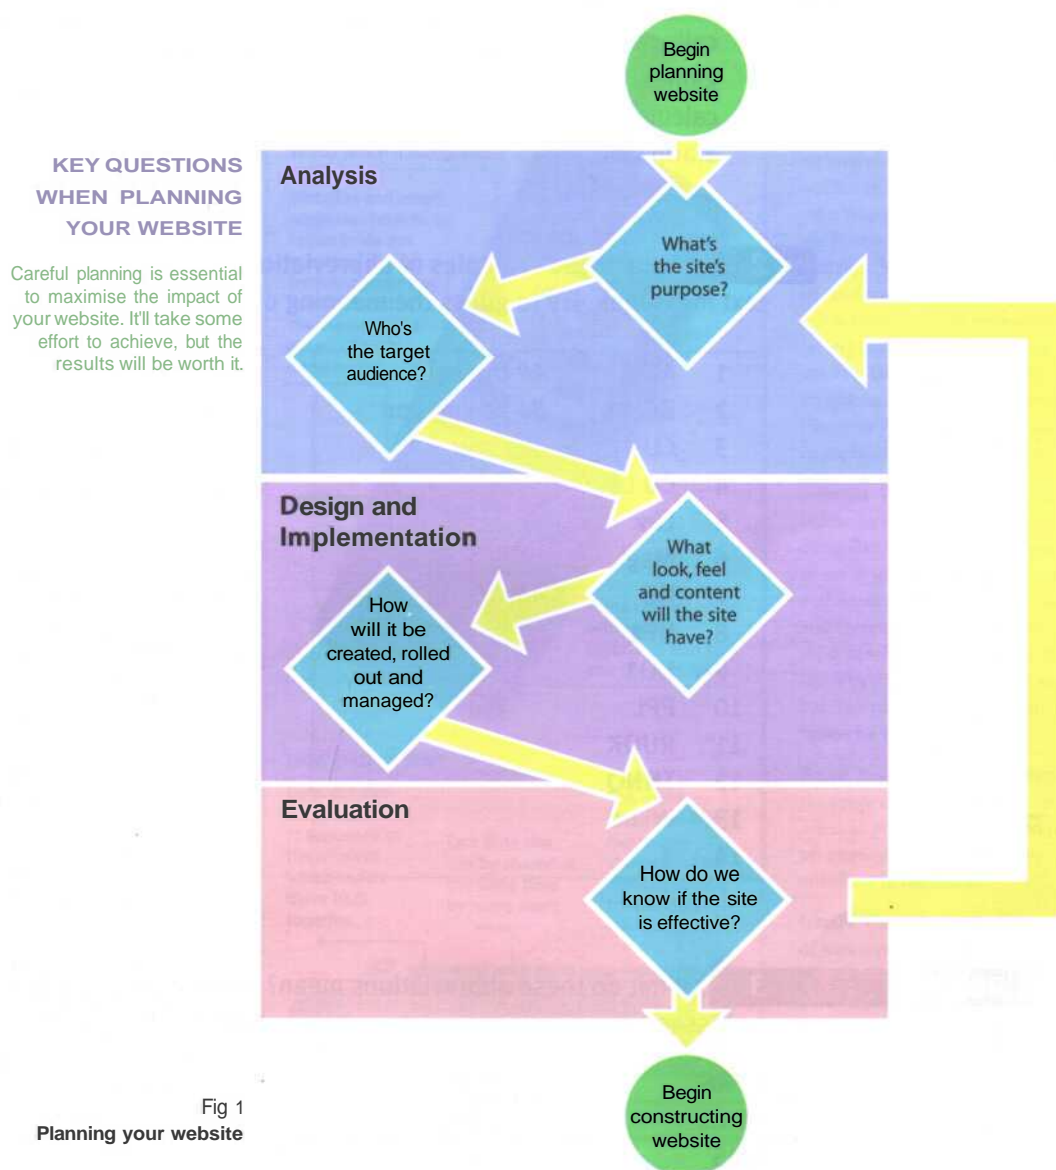 Begin
planning
website
KEY QUESTIONS
WHEN PLANNING
YOUR WEBSITE
Careful planning is essential
to maximise the impact of
your website. It'll take some
effort to achieve, but the
results will be worth it.
Analysis
What's
the site's
purpose?
Who's
the target
audience?
Design and
Implementation
What
look, feel
and content
will the site
have?
How
will it be
created, rolled
out and
managed?
Evaluation
How do we
know if the site
is effective?
Begin
constructing
website
Fig 1
Planning your website